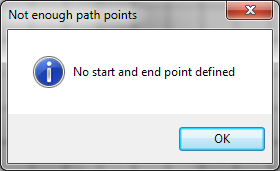 Not enough path points
No start and end point defined
OK